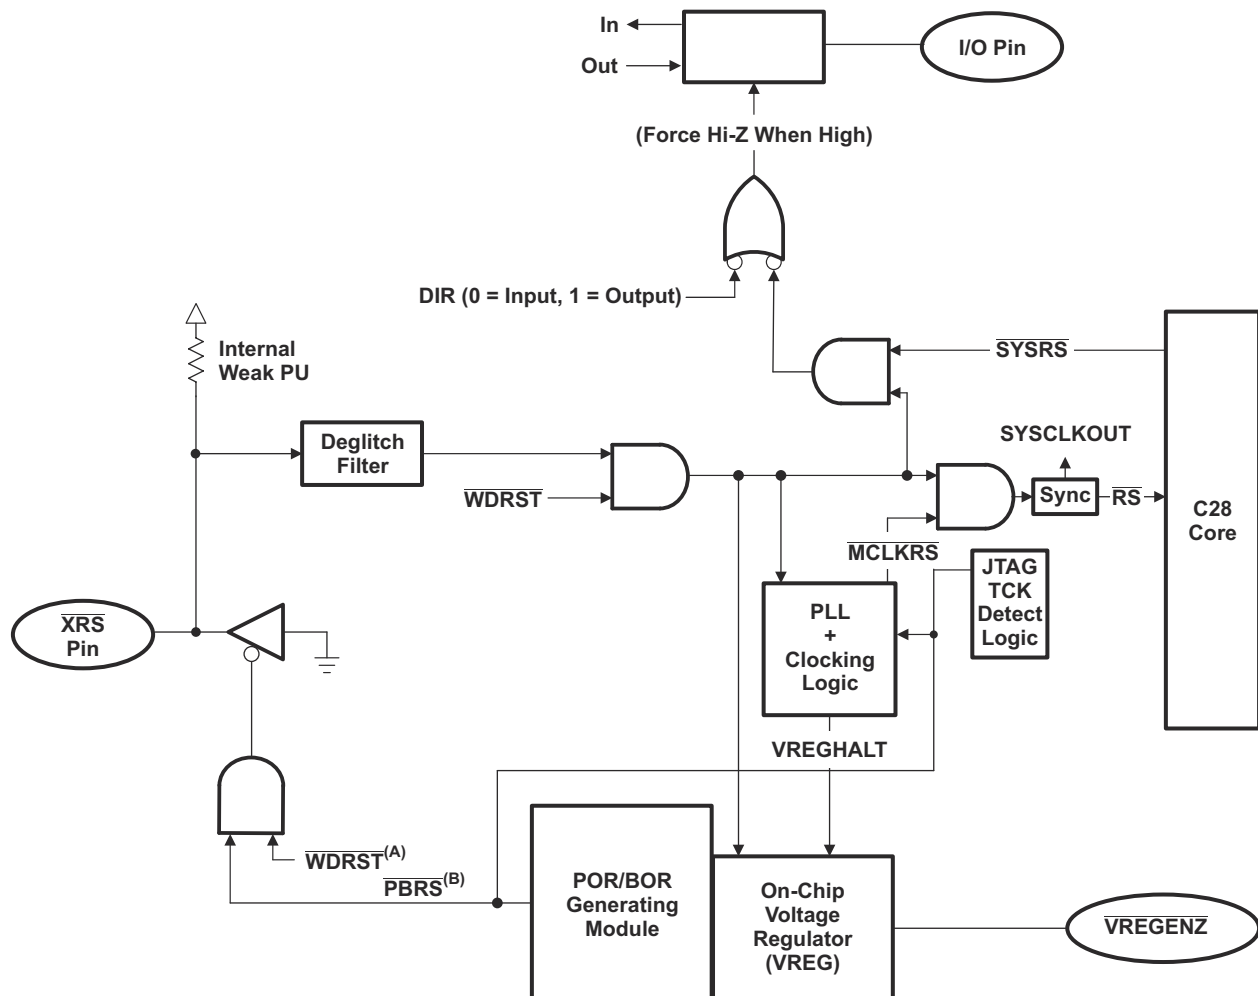 In
Out
I/O Pin
(Force Hi-Z When High)
DIR (0 = Input, 1 = Output)
Internal
Weak PU
SYSRS
Deglitch
Filter
SYSCLKOUT
WDRST
Sync
RS
C28
Core
MCLKRS
JTAG
TCK
Detect
Logic
XRS
Pin
PLL
+
Clocking
Logic
VREGHALT
WDRST(A)
PBRS(B)
POR/BOR
Generating
Module
On-Chip
Voltage
Regulator
(VREG)
VREGENZ